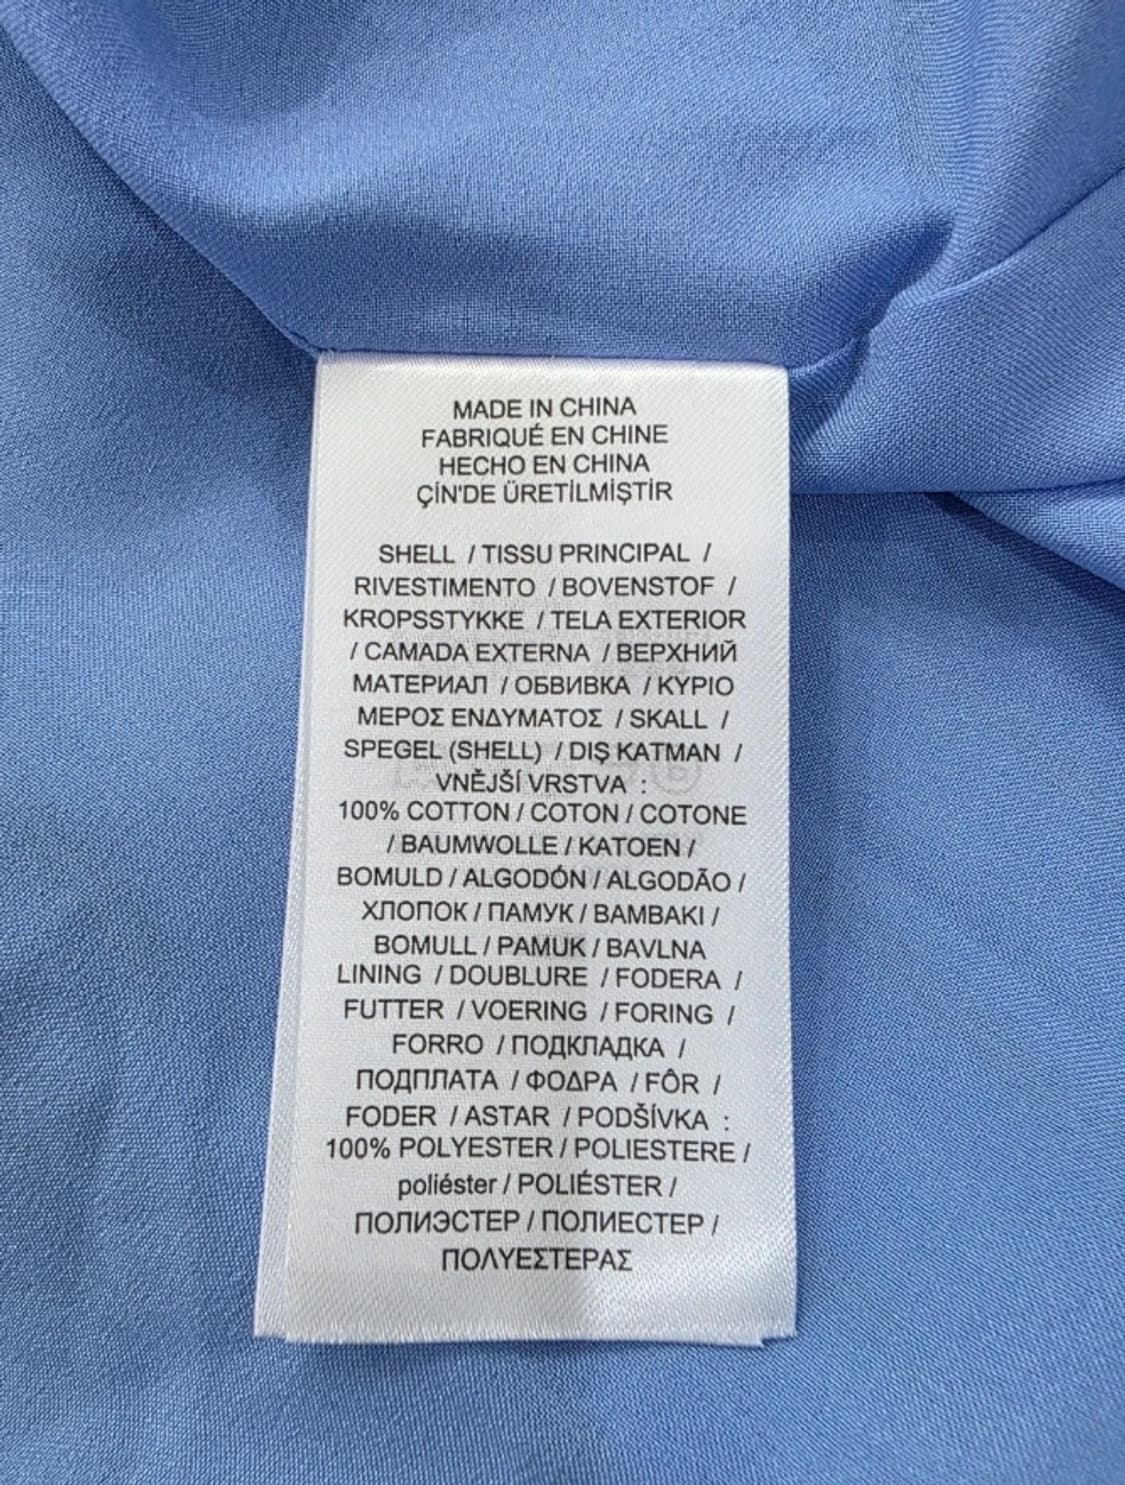 MADE IN CHINA
FABRIQUÉ EN CHINE
HECHO EN CHINA
ÇİN'DE ÜRETİLMİŞTİR
SHELL / TISSU PRINCIPAL /
RIVESTIMENTO / BOVENSTOF /
KROPSSTYKKE / TELA EXTERIOR
/ CAMADA EXTERNA / ВЕРХНИЙ
МАТЕРИАЛ / ОБВИВКА / ΚΥΡΙΟ
ΜΕΡΟΣ ΕΝΔΥΜΑΤΟΣ / SKALL /
SPEGEL (SHELL) / DIŞ KATMAN /
VNĚJŠÍ VRSTVA :
100% COTTON / COTON / COTONE
/ BAUMWOLLE / KATOEN /
BOMULD / ALGODÓN / ALGODÃO /
ХЛОПОК / ПАМУК / ΒΑΜΒΑΚΙ /
BOMULL / PAMUK / BAVLNA
LINING / DOUBLURE / FODERA /
FUTTER / VOERING / FORING /
FORRO / ПОДКЛАДКА /
ПОДПЛАТА / ΦΟΔΡΑ / FÔR /
FODER / ASTAR / PODŠÍVKA :
100% POLYESTER / POLIESTERE /
poliéster / POLIÉSTER /
ПОЛИЭСТЕР / ПОЛИЕСТЕР /
ΠΟΛΥΕΣΤΕΡΑΣ